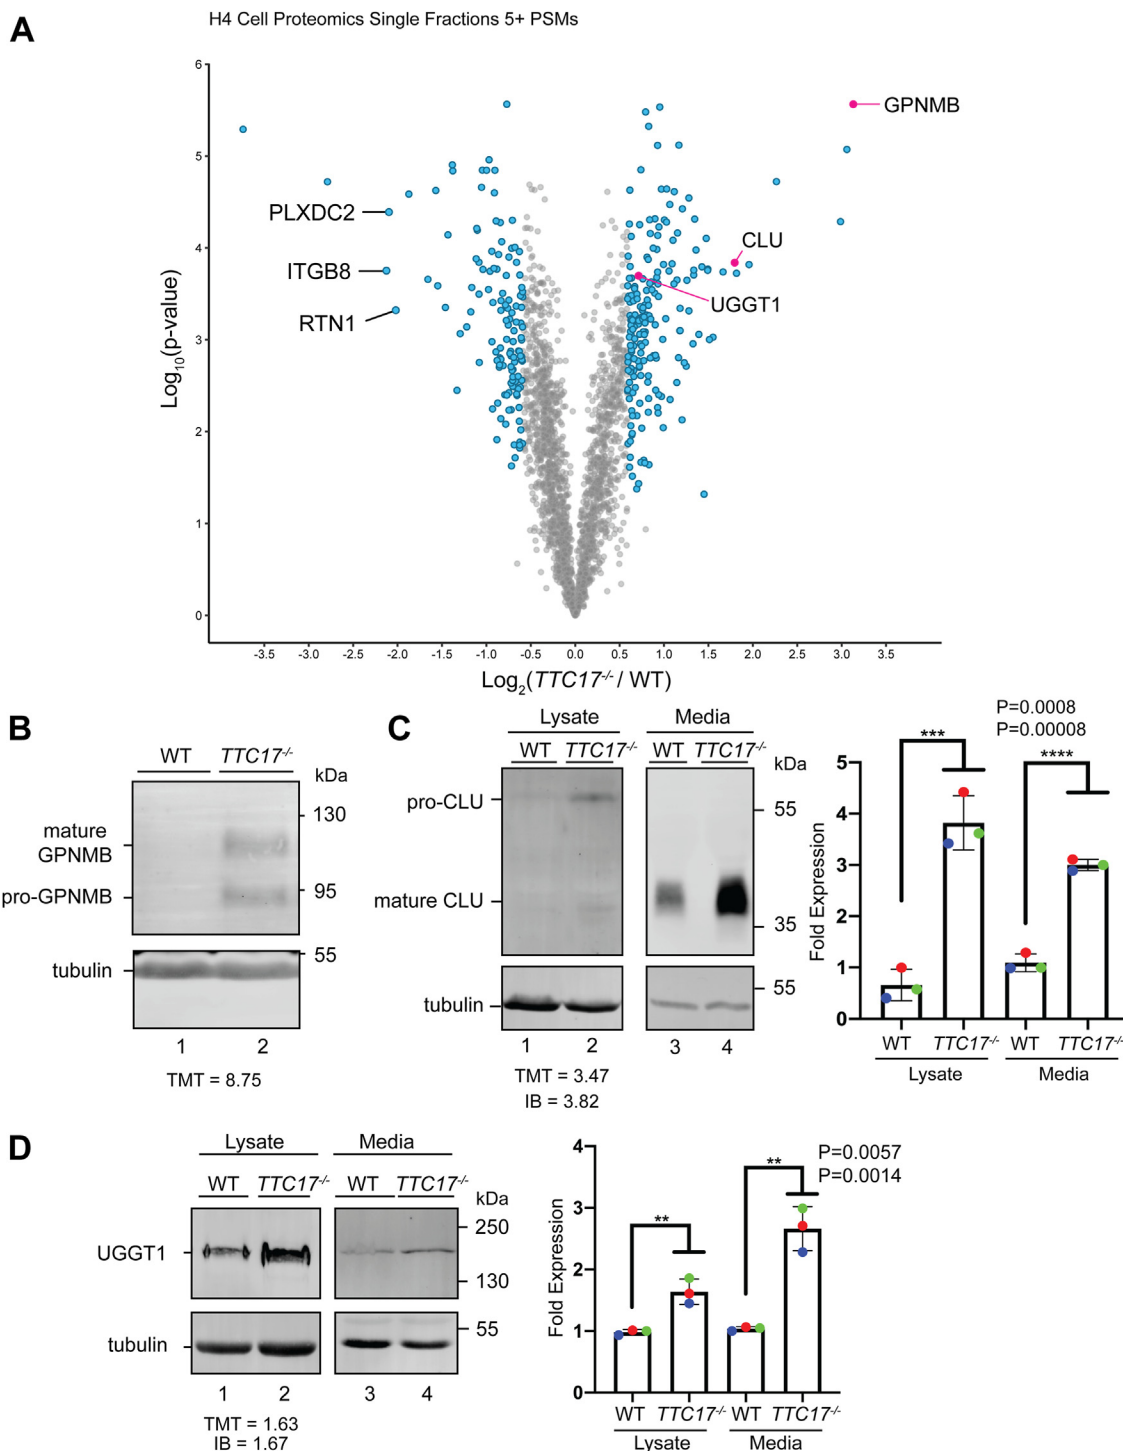 A
H4 Cell Proteomics Single Fractions 5+ PSMs
6
5
4
3
2
1
0
Log10(p-value)
GPNMB
PLXDC2
CLU
ITGB8
UGGT1
RTN1
-3.5 -3.0 -2.5 -2.0 -1.5 -1.0 -0.5 0.0 0.5 1.0 1.5 2.0 2.5 3.0 3.5
Log2(TTC17-/- / WT)
B
WT TTC17-/-
kDa
130
mature
GPNMB
95
pro-GPNMB
55
tubulin
1 2
TMT = 8.75
C
Lysate Media
WT TTC17-/- WT TTC17-/-
kDa
pro-CLU
55
mature CLU
35
55
tubulin
1 2 3 4
TMT = 3.47
IB = 3.82
P=0.0008
P=0.00008
*** ****
5
4
3
2
1
0
Fold Expression
WT TTC17-/- WT TTC17-/-
Lysate Media
D
Lysate Media
WT TTC17-/- WT TTC17-/-
kDa
250
UGGT1
130
55
tubulin
1 2 3 4
TMT = 1.63
IB = 1.67
P=0.0057
P=0.0014
** **
4
3
2
1
0
Fold Expression
WT TTC17-/- WT TTC17-/-
Lysate Media